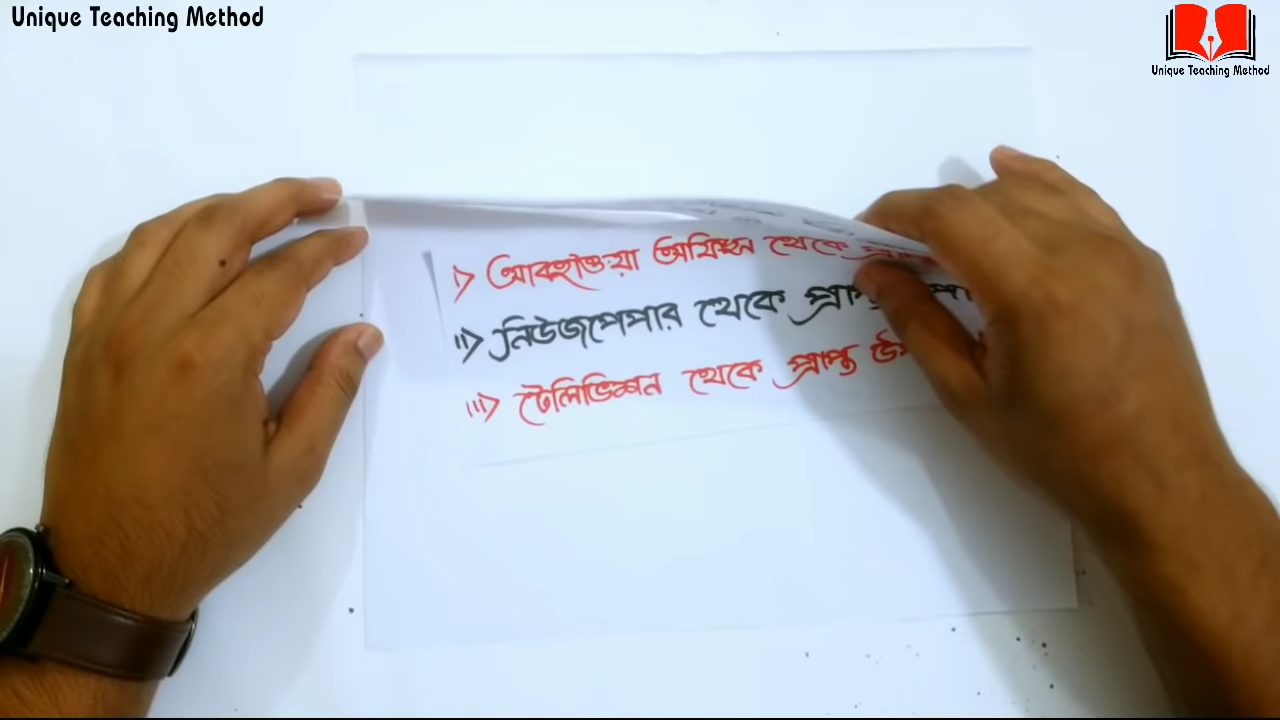 Unique Teaching Method
Unique Teaching Method
i> আবহাওয়া অফিস থেকে
ii> নিউজপেপার থেকে
iii> টেলিভিশন থেকে প্রাপ্ত